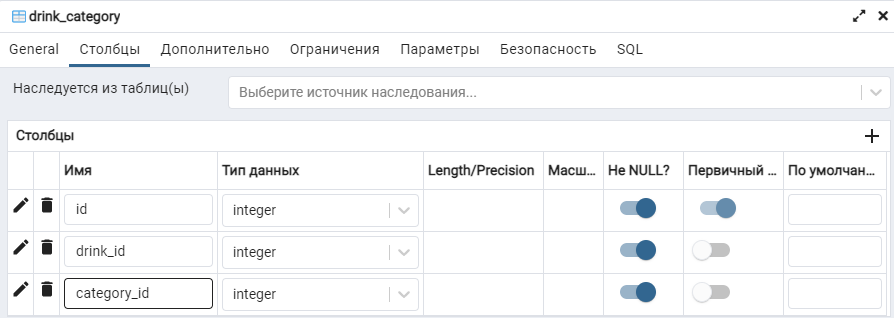 drink_category
General Столбцы Дополнительно Ограничения Параметры Безопасность SQL
Наследуется из таблиц(ы) Выберите источник наследования...
Столбцы
Имя Тип данных Length/Precision Масш... Не NULL? Первичный ... По умолчан...
id integer
drink_id integer
category_id integer